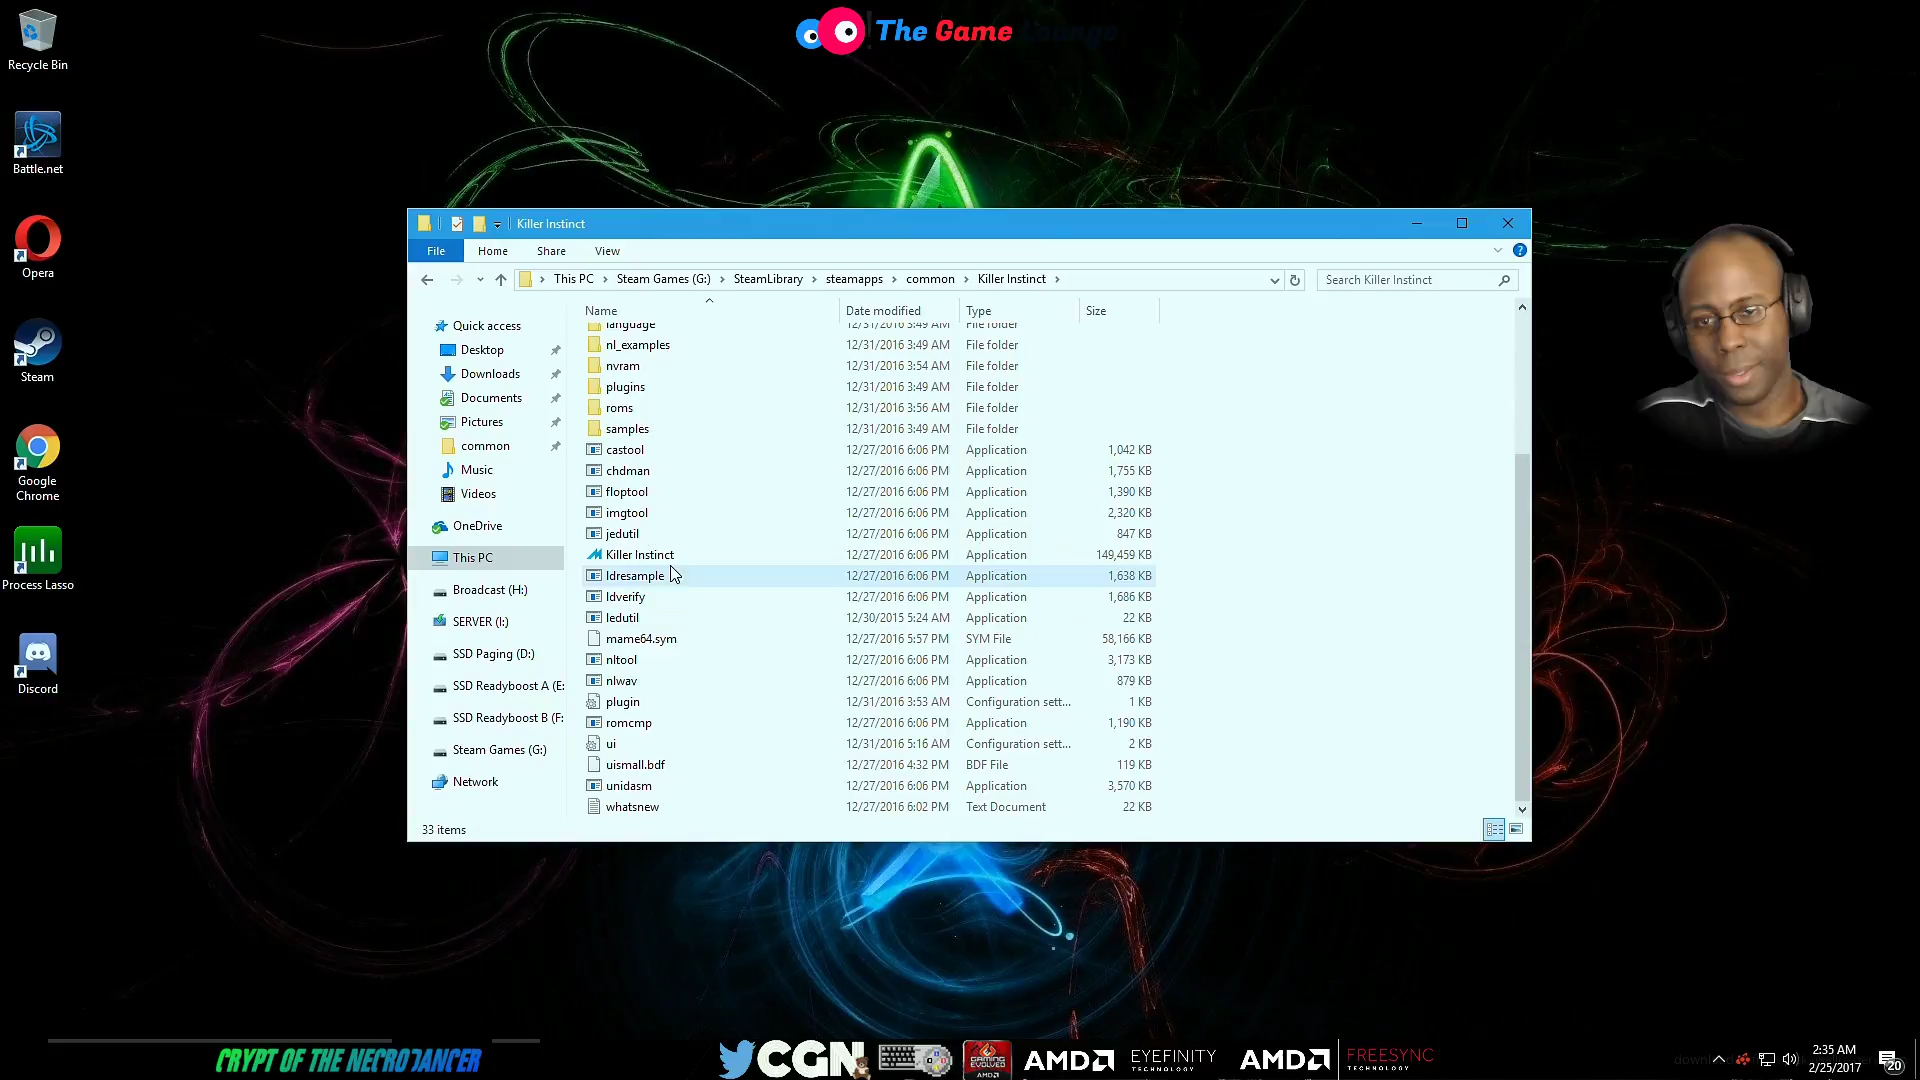 The Game Lounge
Recycle Bin
Battle.net
Opera
Steam
Google
Chrome
Process Lasso
Discord
Killer Instinct
File
Home
Share
View
This PC
Steam Games (G:)
SteamLibrary
steamapps
common
Killer Instinct
Search Killer Instinct
Quick access
Desktop
Downloads
Documents
Pictures
common
Music
Videos
OneDrive
This PC
Broadcast (H:)
SERVER (I:)
SSD Paging (D:)
SSD Readyboost A (E:
SSD Readyboost B (F:
Steam Games (G:)
Network
Name Date modified Type Size
language 12/31/2016 3:49 AM File folder
nl_examples 12/31/2016 3:49 AM File folder
nvram 12/31/2016 3:54 AM File folder
plugins 12/31/2016 3:49 AM File folder
roms 12/31/2016 3:56 AM File folder
samples 12/31/2016 3:49 AM File folder
castool 12/27/2016 6:06 PM Application 1,042 KB
chdman 12/27/2016 6:06 PM Application 1,755 KB
floptool 12/27/2016 6:06 PM Application 1,390 KB
imgtool 12/27/2016 6:06 PM Application 2,320 KB
jedutil 12/27/2016 6:06 PM Application 847 KB
Killer Instinct 12/27/2016 6:06 PM Application 149,459 KB
ldresample 12/27/2016 6:06 PM Application 1,638 KB
ldverify 12/27/2016 6:06 PM Application 1,686 KB
ledutil 12/30/2015 5:24 AM Application 22 KB
mame64.sym 12/27/2016 5:57 PM SYM File 58,166 KB
nltool 12/27/2016 6:06 PM Application 3,173 KB
nlwav 12/27/2016 6:06 PM Application 879 KB
plugin 12/31/2016 3:53 AM Configuration sett... 1 KB
romcmp 12/27/2016 6:06 PM Application 1,190 KB
ui 12/31/2016 5:16 AM Configuration sett... 2 KB
uismall.bdf 12/27/2016 4:32 PM BDF File 119 KB
unidasm 12/27/2016 6:06 PM Application 3,570 KB
whatsnew 12/27/2016 6:02 PM Text Document 22 KB
33 items
CRYPT OF THE NECRODANCER
CGN
GAMING
EVOLVED
AMD
AMD
EYEFINITY
TECHNOLOGY
AMD
FREESYNC
TECHNOLOGY
2:35 AM
2/25/2017
20